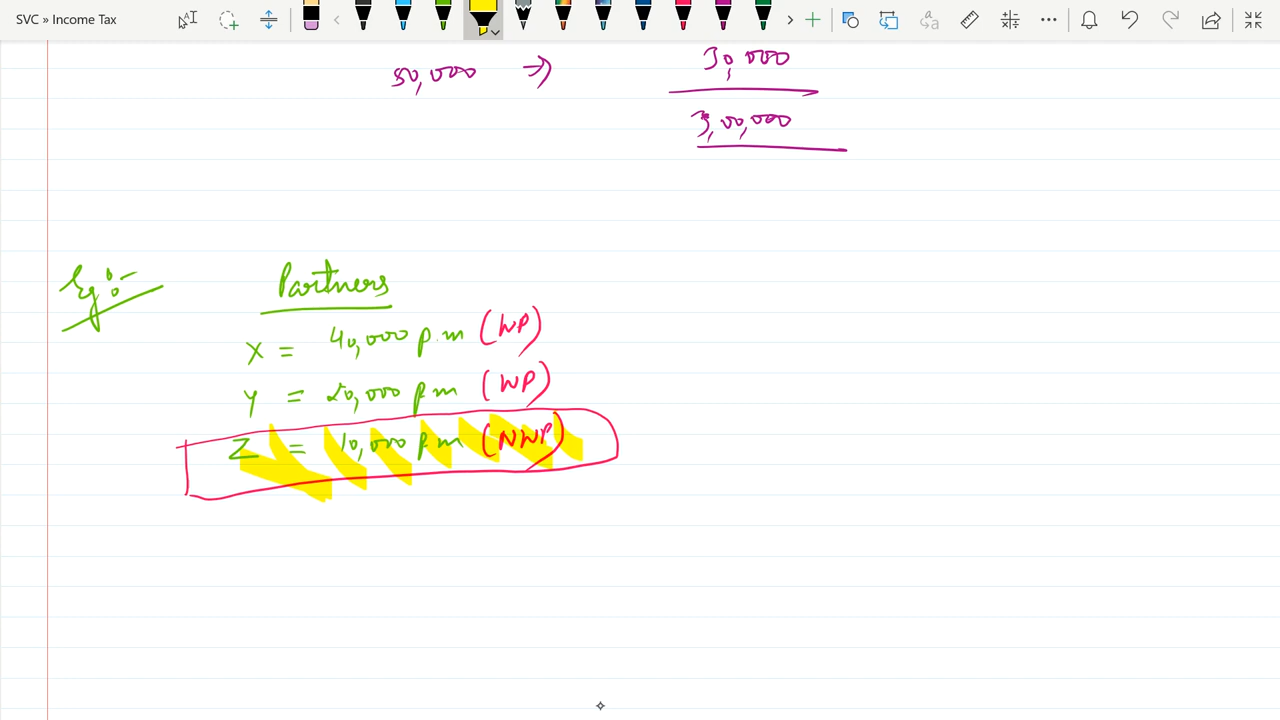 SVC » Income Tax
30,000
50,000 ⇒
3,00,000
Eg:-
Partners
X = 40,000 p.m (WP)
Y = 20,000 p.m (WP)
Z = 10,000 p.m (NWP)